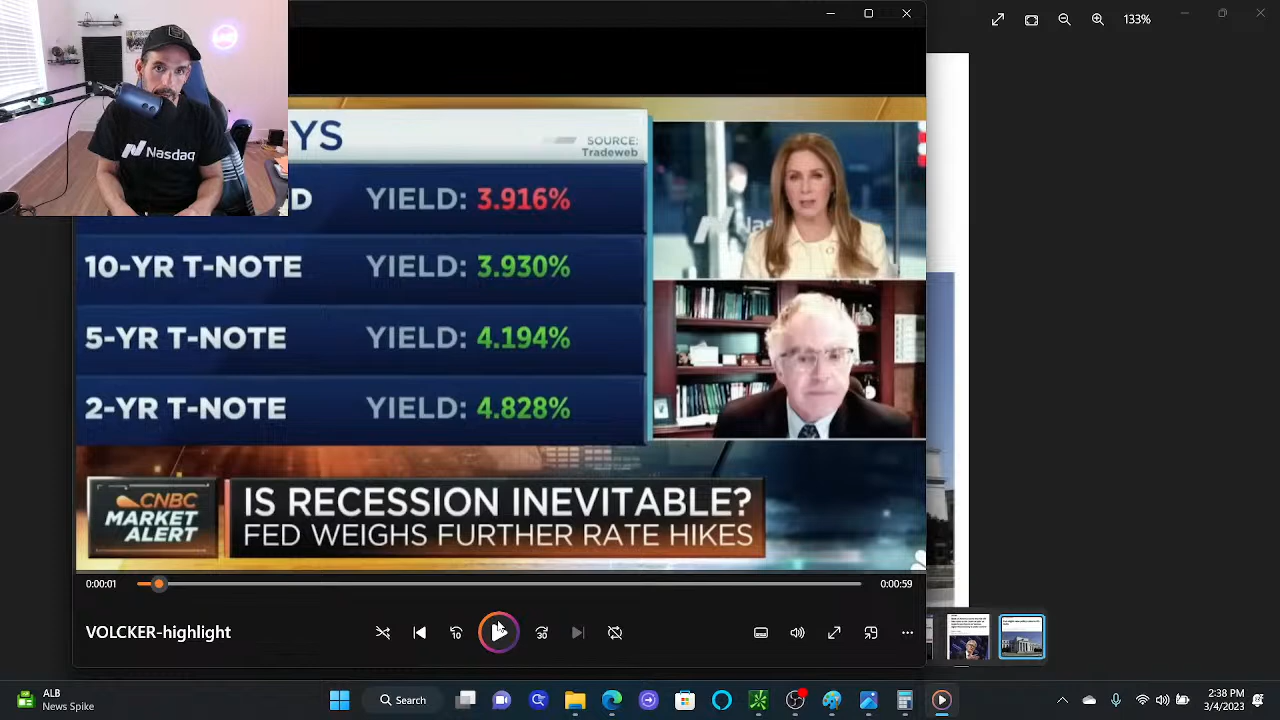 YS
SOURCE:
Tradeweb
D YIELD: 3.916%
10-YR T-NOTE YIELD: 3.930%
5-YR T-NOTE YIELD: 4.194%
2-YR T-NOTE YIELD: 4.828%
Nasdaq
Nas
CNBC
MARKET
ALERT
IS RECESSION INEVITABLE?
FED WEIGHS FURTHER RATE HIKES
0:00:01
0:00:59
OLCKER-highlight
ALB
News Spike
Search
2:38 PM
3/4/2023